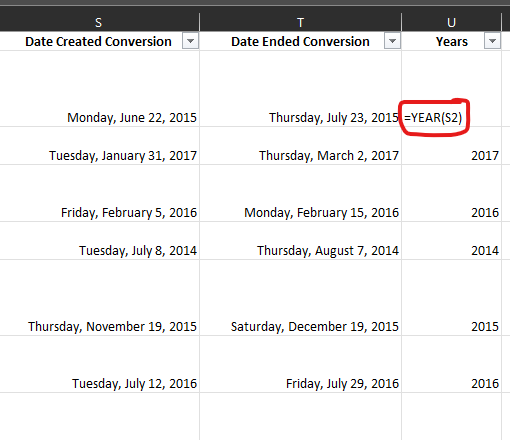 S T U
Date Created Conversion Date Ended Conversion Years
Monday, June 22, 2015 Thursday, July 23, 2015 =YEAR(S2)
Tuesday, January 31, 2017 Thursday, March 2, 2017 2017
Friday, February 5, 2016 Monday, February 15, 2016 2016
Tuesday, July 8, 2014 Thursday, August 7, 2014 2014
Thursday, November 19, 2015 Saturday, December 19, 2015 2015
Tuesday, July 12, 2016 Friday, July 29, 2016 2016